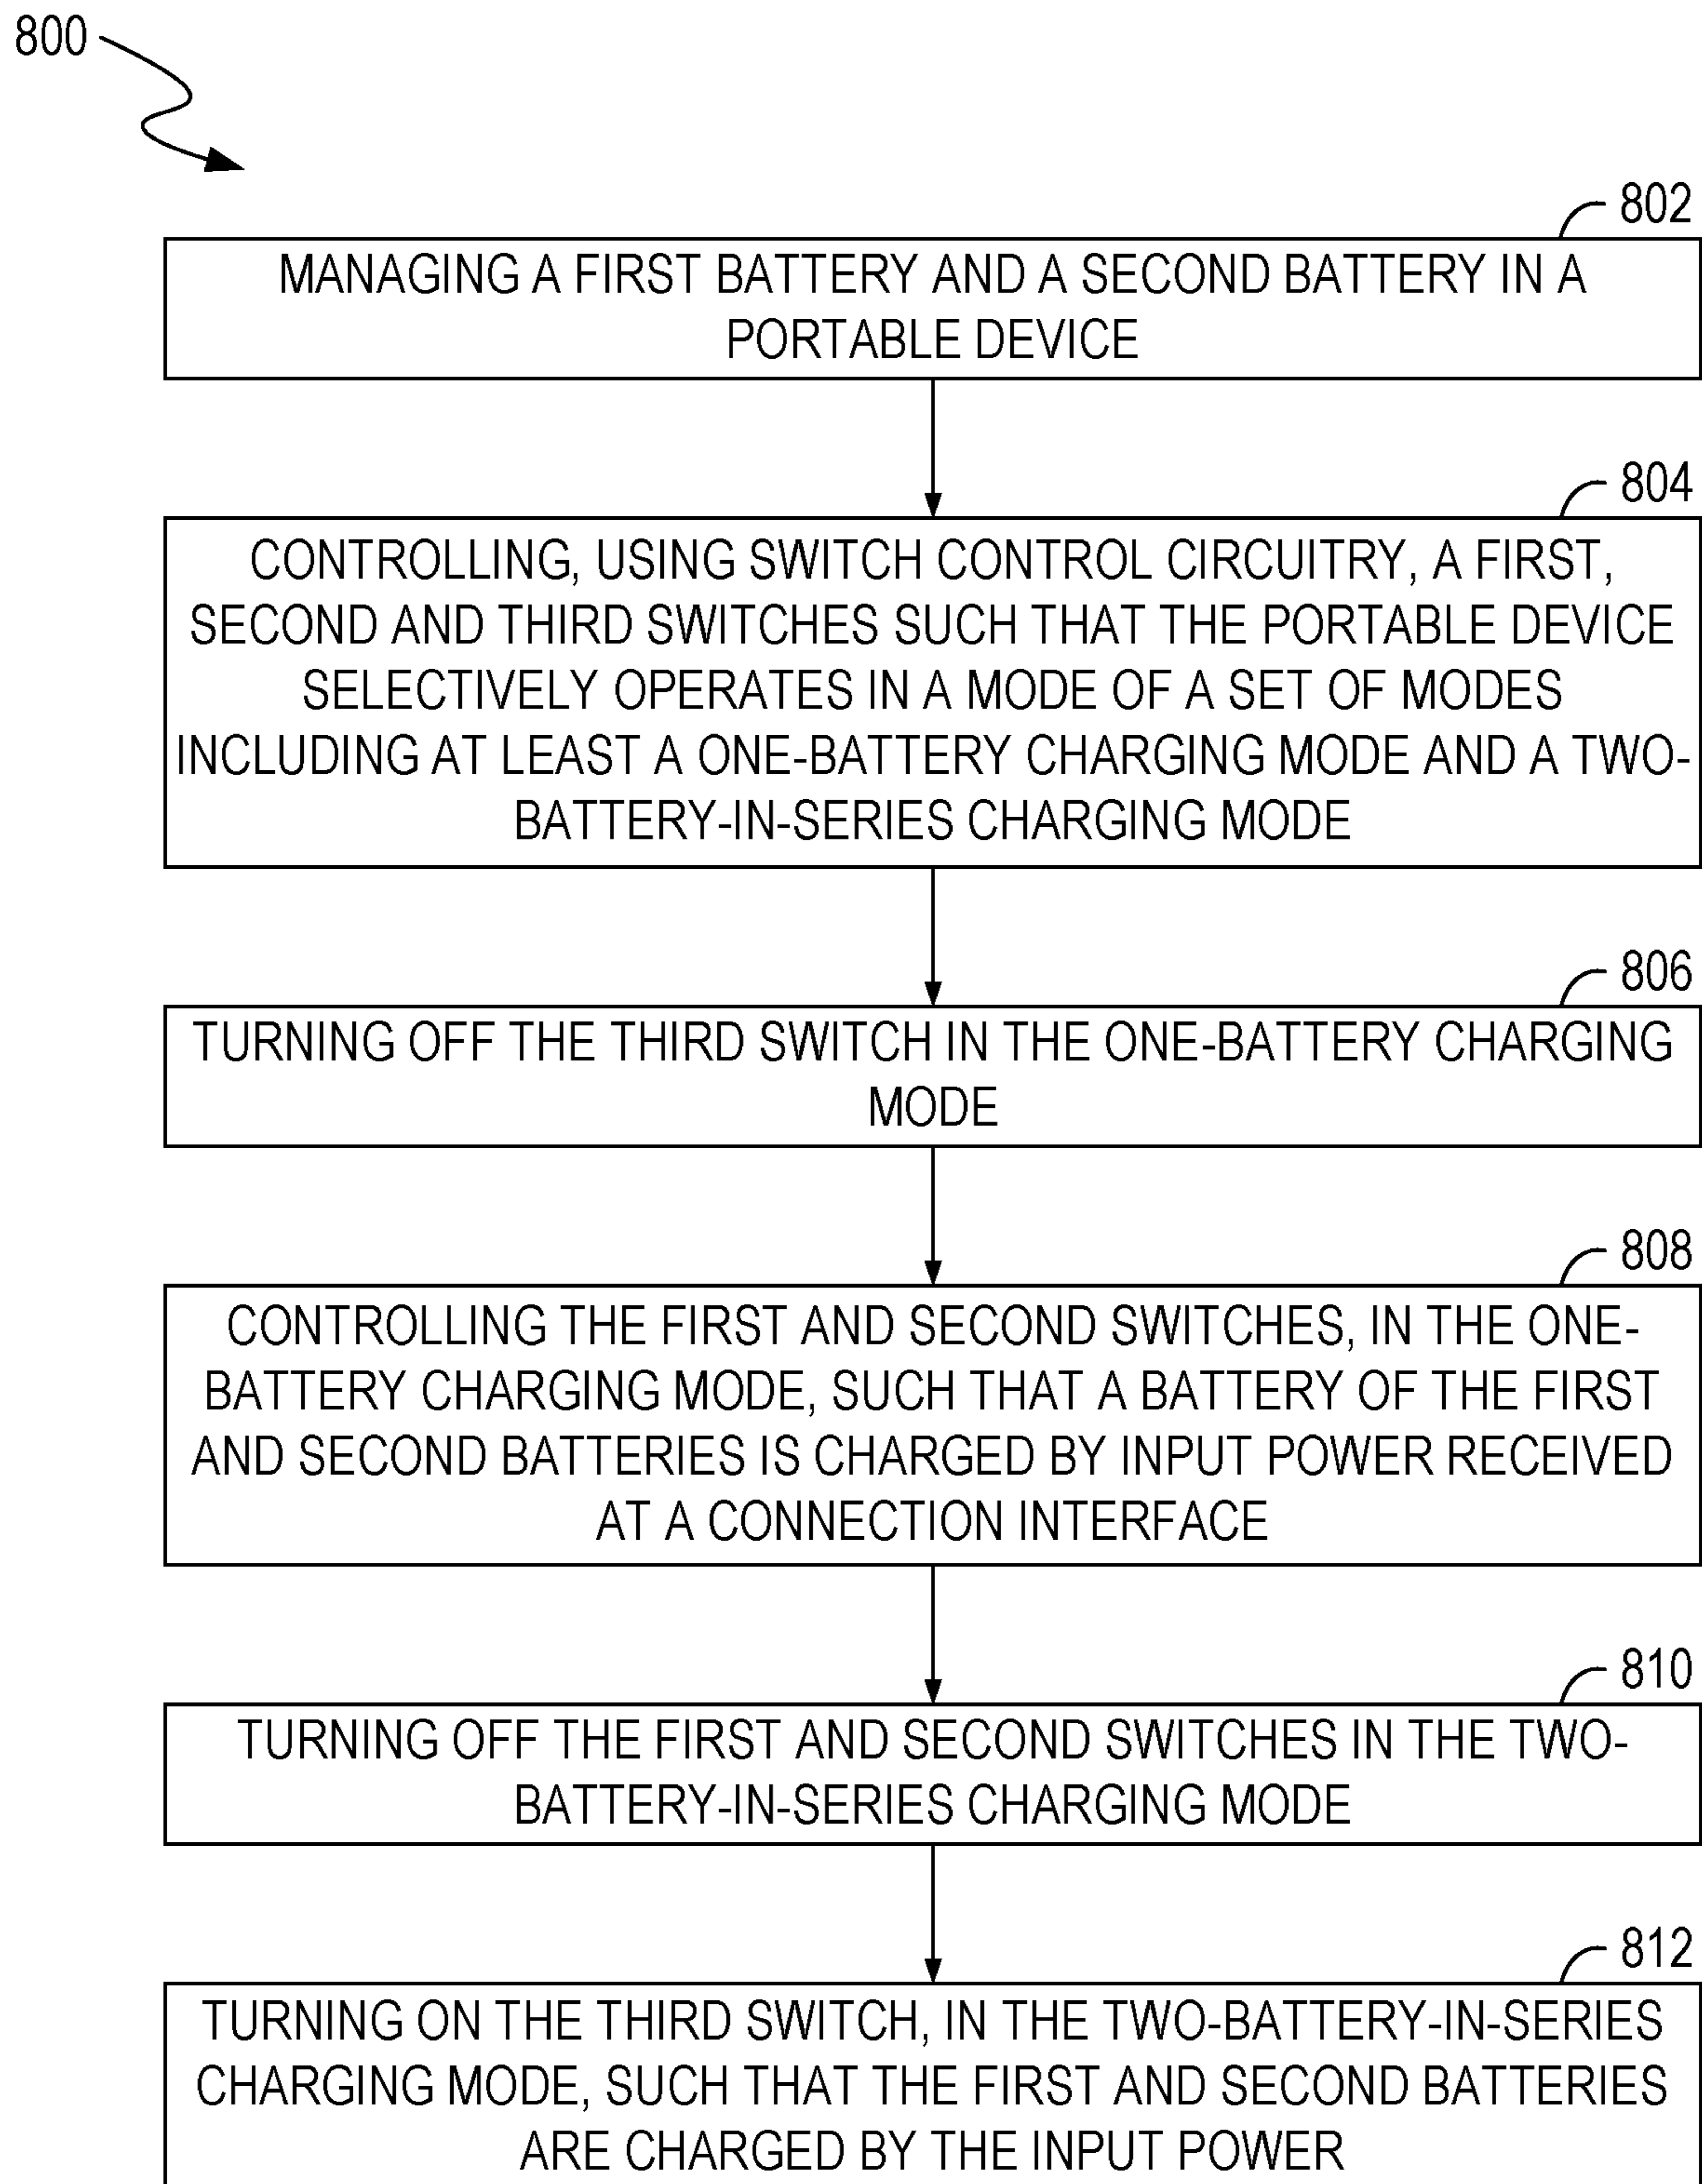 800
802
MANAGING A FIRST BATTERY AND A SECOND BATTERY IN A
PORTABLE DEVICE
804
CONTROLLING, USING SWITCH CONTROL CIRCUITRY, A FIRST,
SECOND AND THIRD SWITCHES SUCH THAT THE PORTABLE DEVICE
SELECTIVELY OPERATES IN A MODE OF A SET OF MODES
INCLUDING AT LEAST A ONE-BATTERY CHARGING MODE AND A TWO-
BATTERY-IN-SERIES CHARGING MODE
806
TURNING OFF THE THIRD SWITCH IN THE ONE-BATTERY CHARGING
MODE
808
CONTROLLING THE FIRST AND SECOND SWITCHES, IN THE ONE-
BATTERY CHARGING MODE, SUCH THAT A BATTERY OF THE FIRST
AND SECOND BATTERIES IS CHARGED BY INPUT POWER RECEIVED
AT A CONNECTION INTERFACE
810
TURNING OFF THE FIRST AND SECOND SWITCHES IN THE TWO-
BATTERY-IN-SERIES CHARGING MODE
812
TURNING ON THE THIRD SWITCH, IN THE TWO-BATTERY-IN-SERIES
CHARGING MODE, SUCH THAT THE FIRST AND SECOND BATTERIES
ARE CHARGED BY THE INPUT POWER